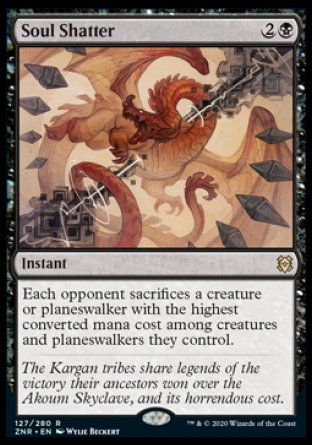 Soul Shatter 2
Instant
Each opponent sacrifices a creature
or planeswalker with the highest
converted mana cost among creatures
and planeswalkers they control.
The Kargan tribes share legends of the
victory their ancestors won over the
Akoum Skyclave, and its horrendous cost.
127/280 R
ZNR • EN Wylie Beckert
™ & © 2020 Wizards of the Coast